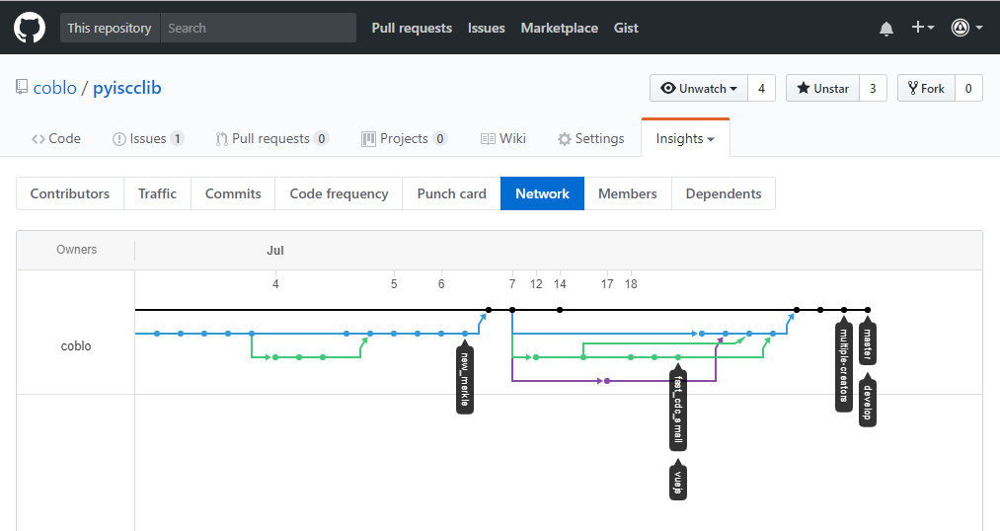 This repository Search Pull requests Issues Marketplace Gist
coblo / pyiscclib Unwatch 4 Unstar 3 Fork 0
Code Issues 1 Pull requests 0 Projects 0 Wiki Settings Insights
Contributors Traffic Commits Code frequency Punch card Network Members Dependents
Owners Jul
4 5 6 7 12 14 17 18
coblo
new_merkle
fast_cdc_small
vuejs
multiple-creators
master
develop